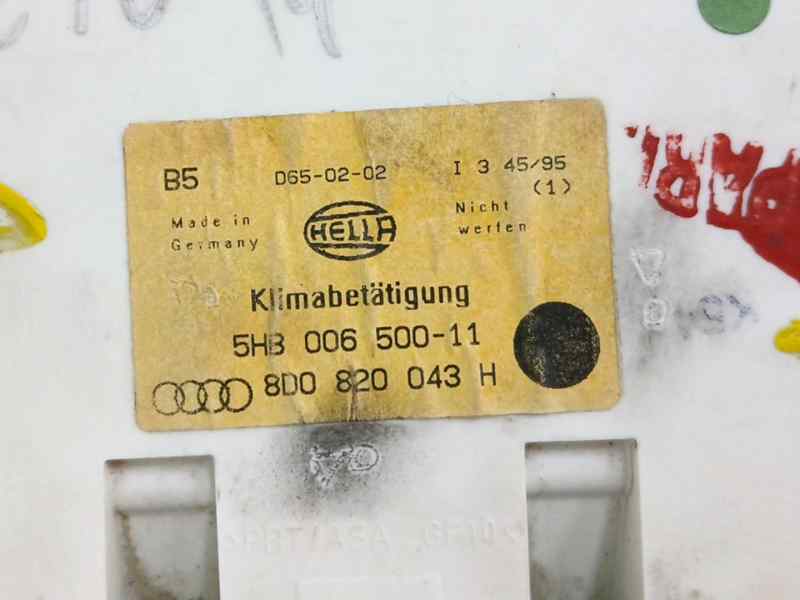 B5 D65-02-02 I 3 45/95
(1)
Made in
Germany
HELLA
Nicht
werfen
Klimabetätigung
5HB 006 500-11
8D0 820 043 H